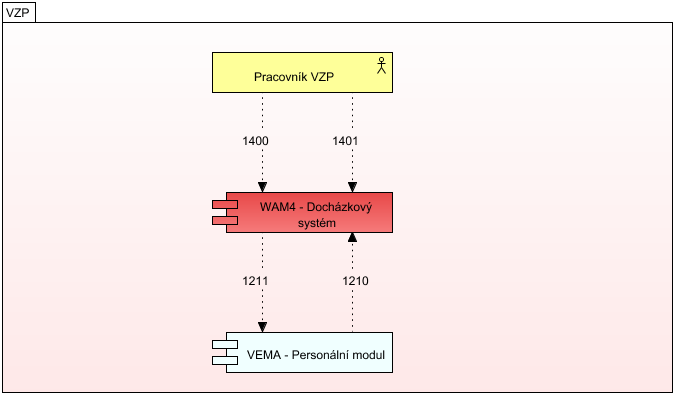 VZP
Pracovník VZP
1400
1401
WAM4 - Docházkový
systém
1211
1210
VEMA - Personální modul